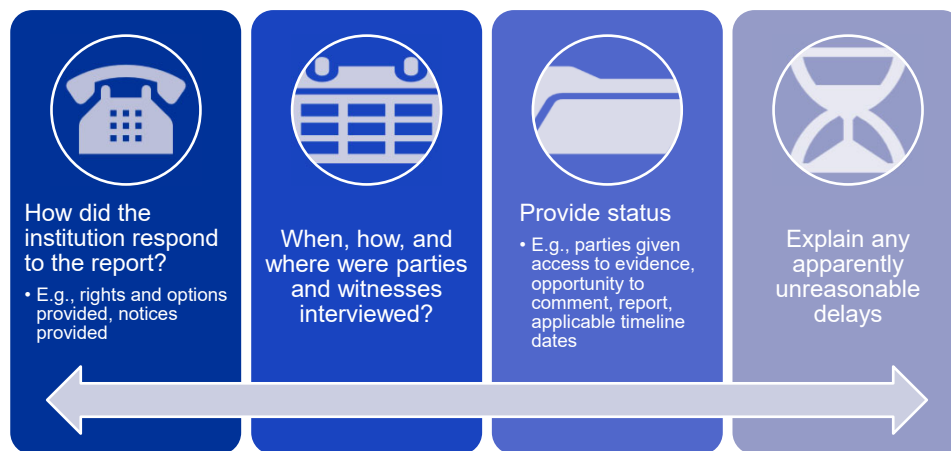 How did the
institution respond
to the report?
• E.g., rights and options
provided, notices
provided
When, how, and
where were parties
and witnesses
interviewed?
Provide status
• E.g., parties given
access to evidence,
opportunity to
comment, report,
applicable timeline
dates
Explain any
apparently
unreasonable
delays